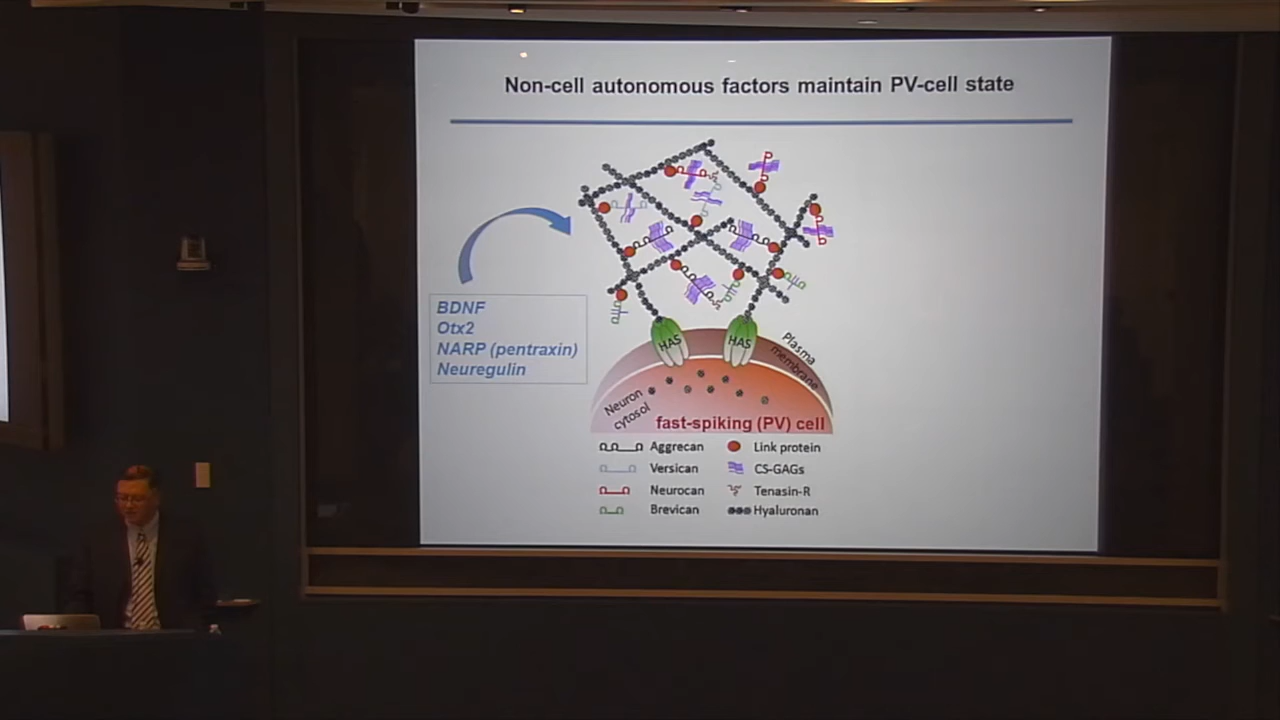 Non-cell autonomous factors maintain PV-cell state
BDNF
Otx2
NARP (pentraxin)
Neuregulin
HAS
HAS
Plasma
membrane
Neuron
cytosol
fast-spiking (PV) cell
Aggrecan
Link protein
Versican
CS-GAGs
Neurocan
Tenasin-R
Brevican
Hyaluronan